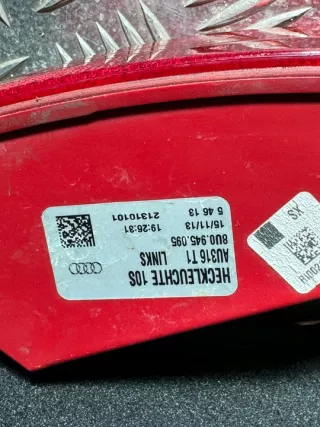 HECKLEUCHTE 10S
AU316 T1 LINKS
8U0.945.095
15/11/13 19:26:31
5 46 13 21310101
SX